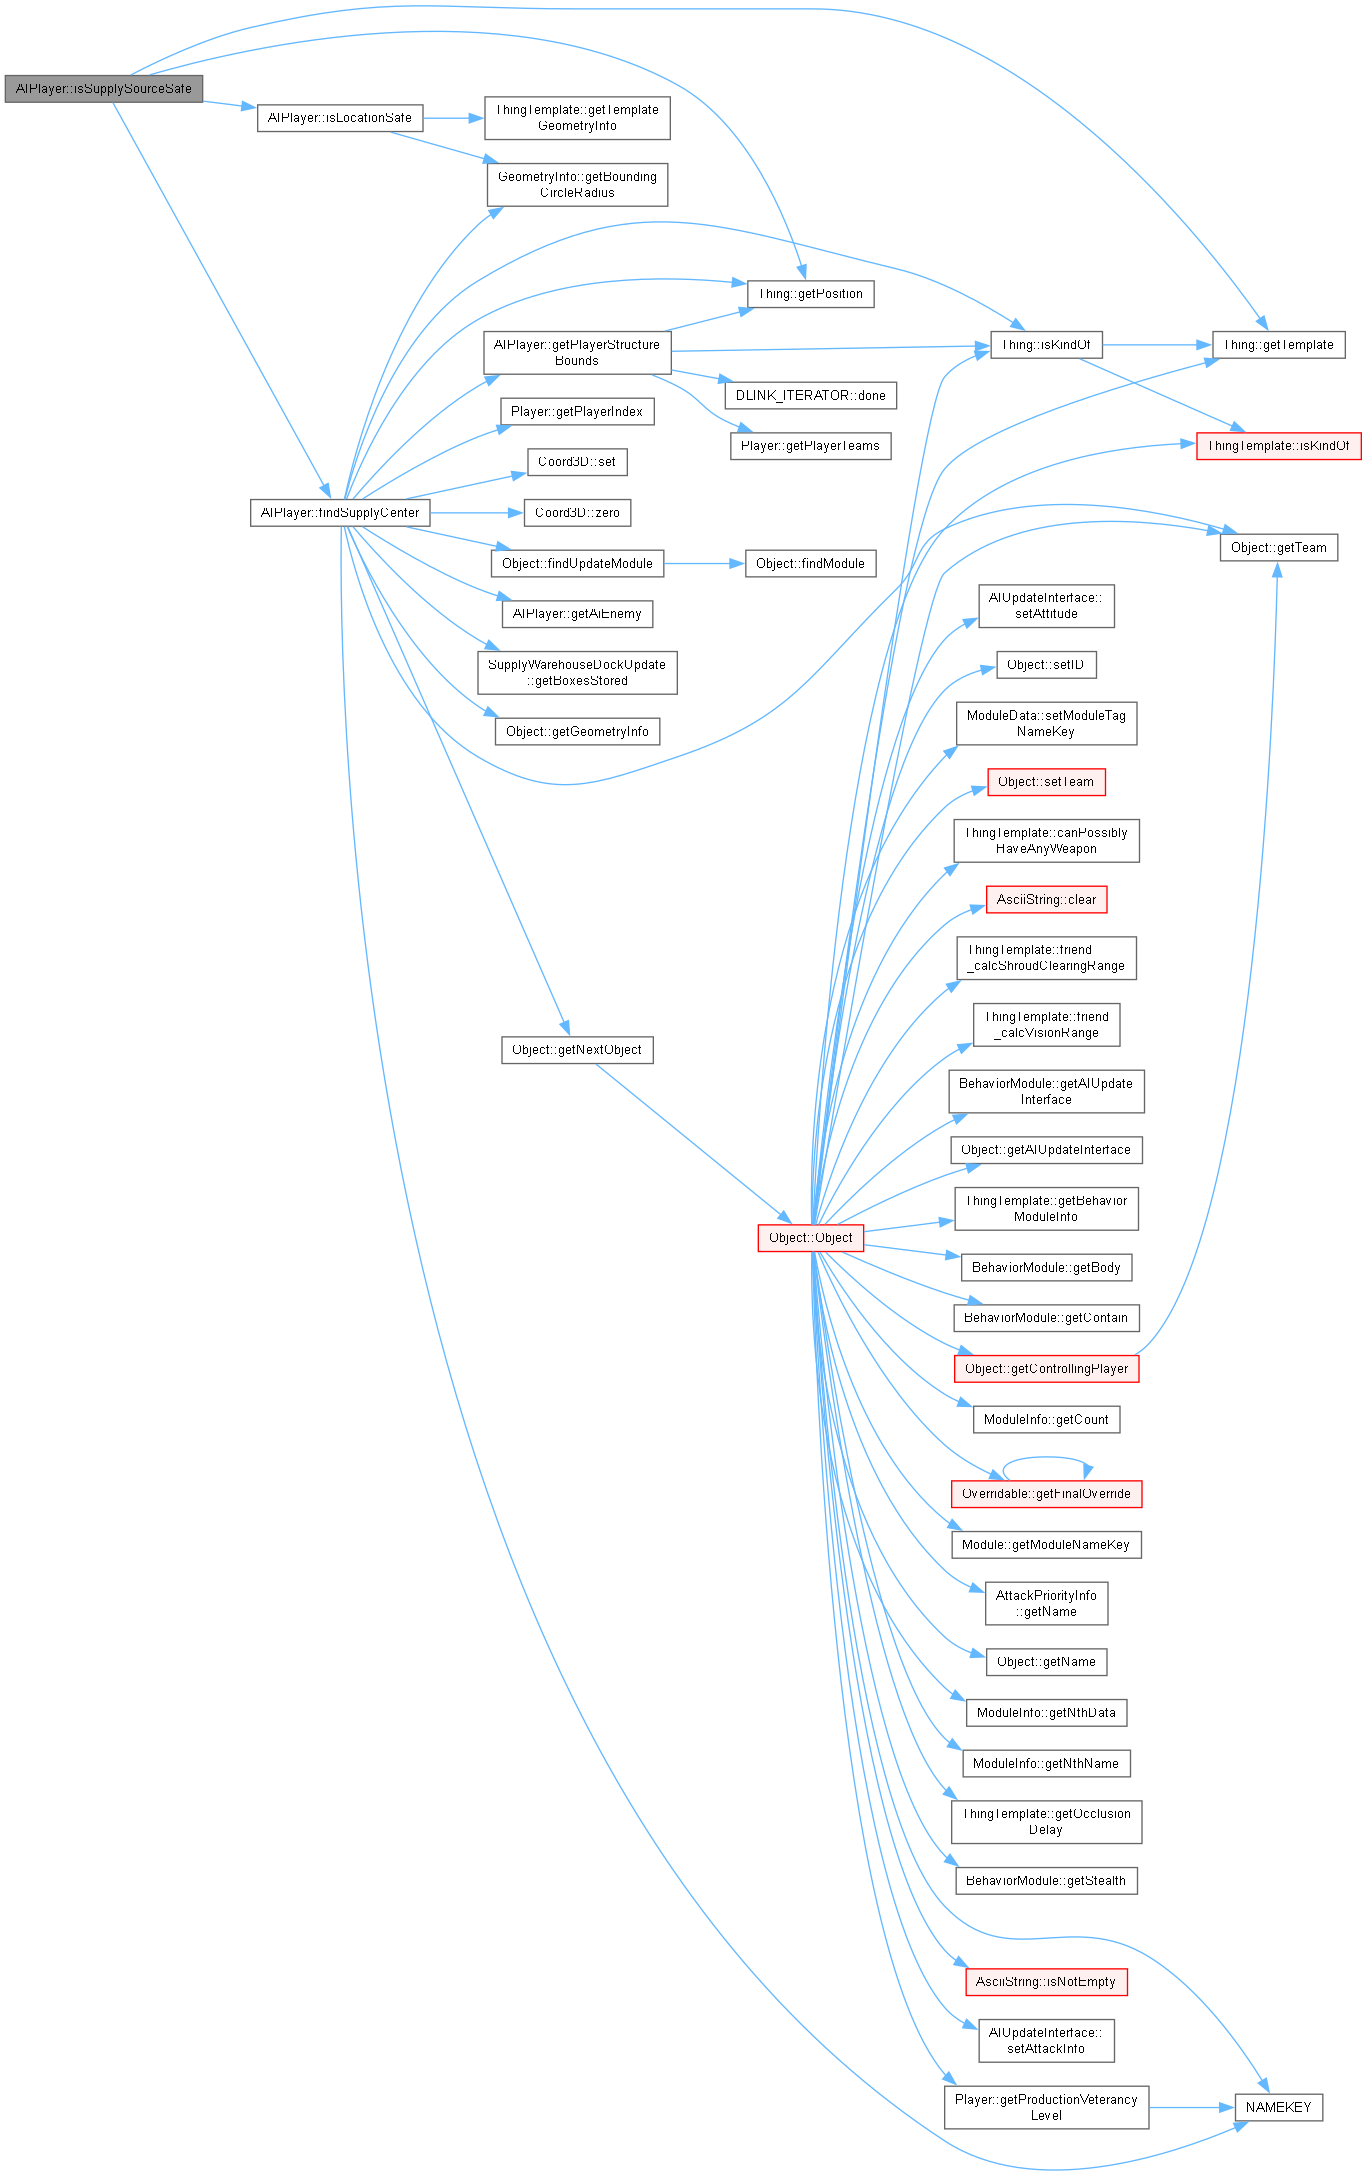 AIPlayer::isSupplySourceSafe
AIPlayer::isLocationSafe
ThingTemplate::getTemplate
GeometryInfo
GeometryInfo::getBounding
CircleRadius
Thing::getPosition
AIPlayer::getPlayerStructure
Bounds
Thing::isKindOf
Thing::getTemplate
DLINK_ITERATOR::done
Player::getPlayerIndex
Player::getPlayerTeams
ThingTemplate::isKindOf
Coord3D::set
AIPlayer::findSupplyCenter
Coord3D::zero
Object::getTeam
Object::findUpdateModule
Object::findModule
AIPlayer::getAiEnemy
AIUpdateInterface::
setAttitude
SupplyWarehouseDockUpdate
::getBoxesStored
Object::setID
Object::getGeometryInfo
ModuleData::setModuleTag
NameKey
Object::setTeam
ThingTemplate::canPossibly
HaveAnyWeapon
AsciiString::clear
ThingTemplate::friend
_calcShroudClearingRange
ThingTemplate::friend
_calcVisionRange
Object::getNextObject
BehaviorModule::getAIUpdate
Interface
Object::getAIUpdateInterface
ThingTemplate::getBehavior
ModuleInfo
Object::Object
BehaviorModule::getBody
BehaviorModule::getContain
Object::getControllingPlayer
ModuleInfo::getCount
Overridable::getFinalOverride
Module::getModuleNameKey
AttackPriorityInfo
::getName
Object::getName
ModuleInfo::getNthData
ModuleInfo::getNthName
ThingTemplate::getOcclusion
Delay
BehaviorModule::getStealth
AsciiString::isNotEmpty
AIUpdateInterface::
setAttackInfo
Player::getProductionVeterancy
Level
NAMEKEY